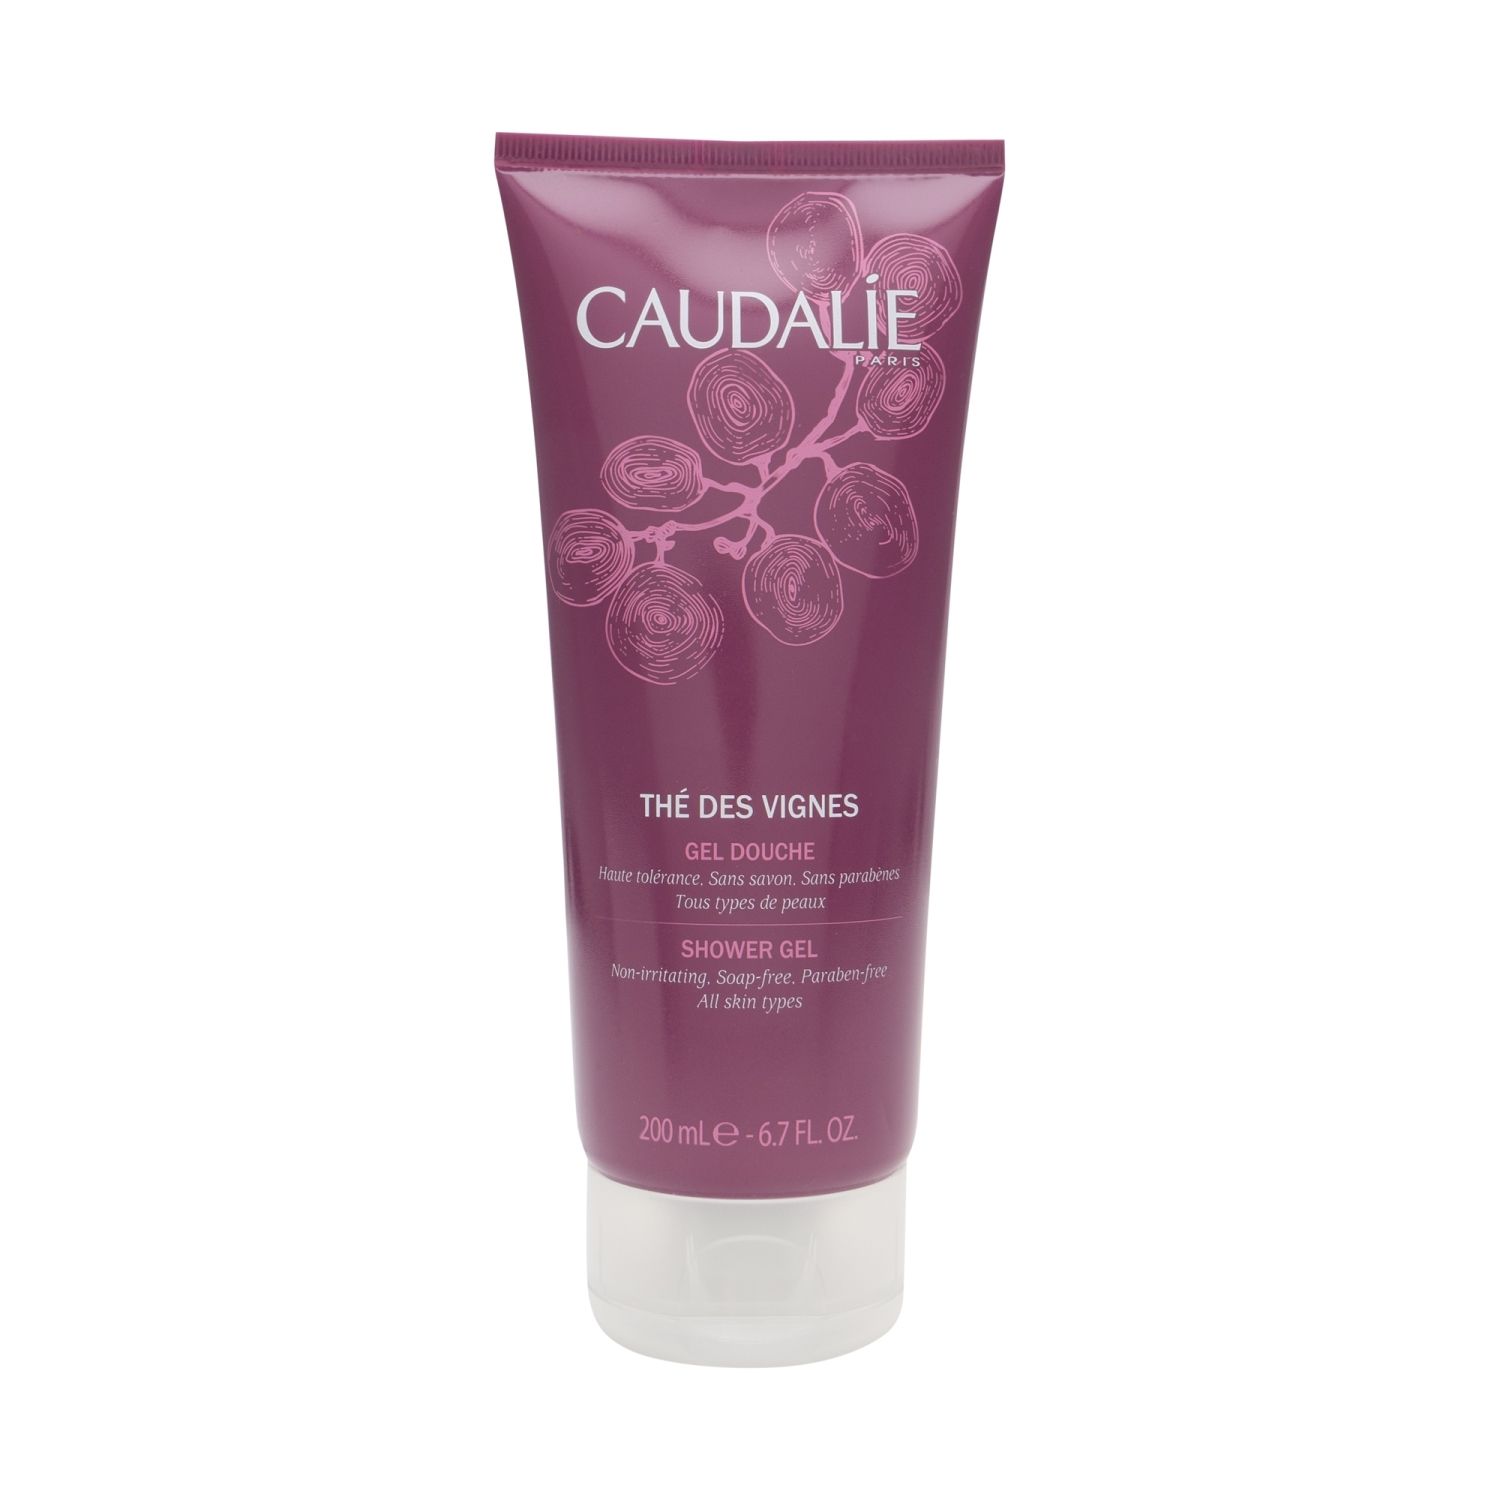 CAUDALÍE
PARIS
THÉ DES VIGNES
GEL DOUCHE
Haute tolérance, Sans savon, Sans parabènes
Tous types de peaux
SHOWER GEL
Non-irritating, Soap-free, Paraben-free
All skin types
200 mL ℮ - 6.7 FL. OZ.